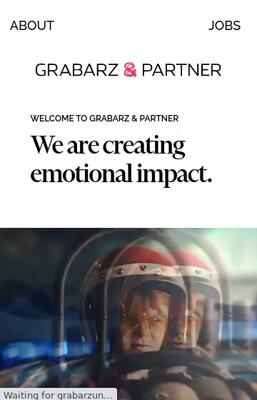 ABOUT JOBS
GRABARZ & PARTNER
WELCOME TO GRABARZ & PARTNER
We are creating
emotional impact.
Waiting for grabarzun...